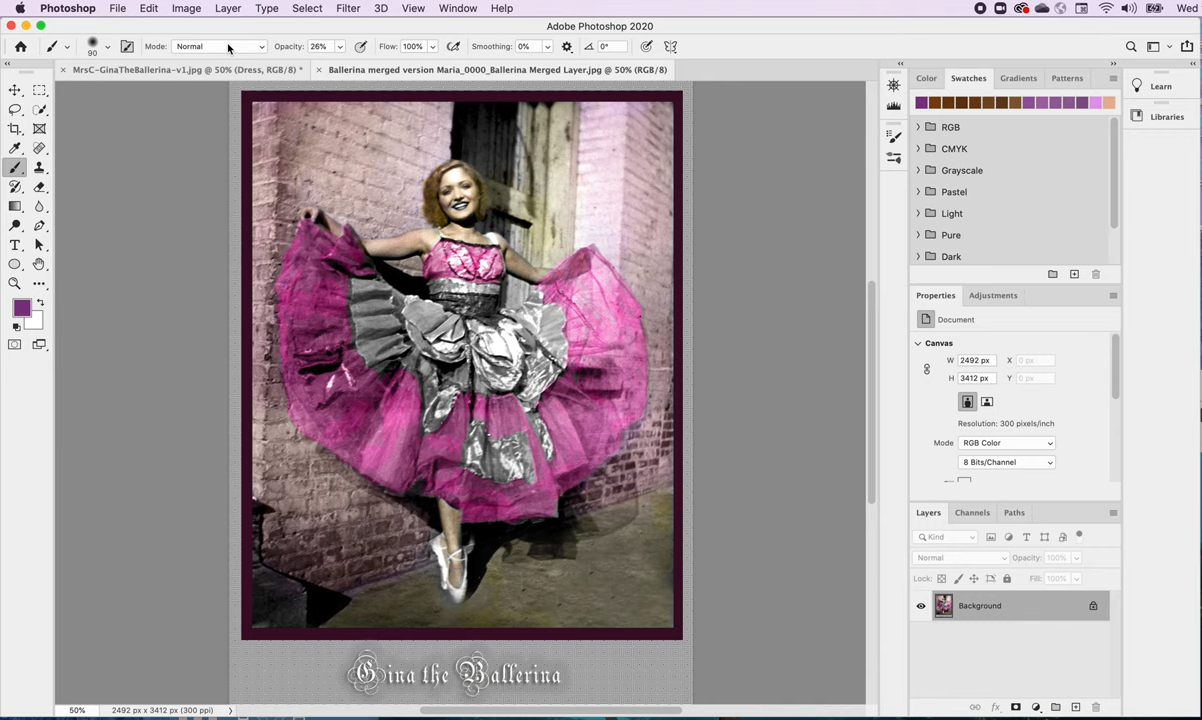 Photoshop File Edit Image Layer Type Select Filter 3D View Window Help Wed
Adobe Photoshop 2020
90 Mode: Normal Opacity: 26% Flow: 100% Smoothing: 0% 0°
MrsC-GinaTheBallerina-v1.jpg @ 50% (Dress, RGB/8) * Ballerina merged version Maria_0000_Ballerina Merged Layer.jpg @ 50% (RGB/8)
Color Swatches Gradients Patterns
Learn
Libraries
RGB
CMYK
Grayscale
Pastel
Light
Pure
Dark
Properties Adjustments
Document
Canvas
W 2492 px X 0 px
H 3412 px Y 0 px
Resolution: 300 pixels/inch
Mode RGB Color
8 Bits/Channel
Layers Channels Paths
Kind
Normal Opacity: 100%
Lock: Fill: 100%
Background
Gina the Ballerina
50% 2492 px x 3412 px (300 ppi)